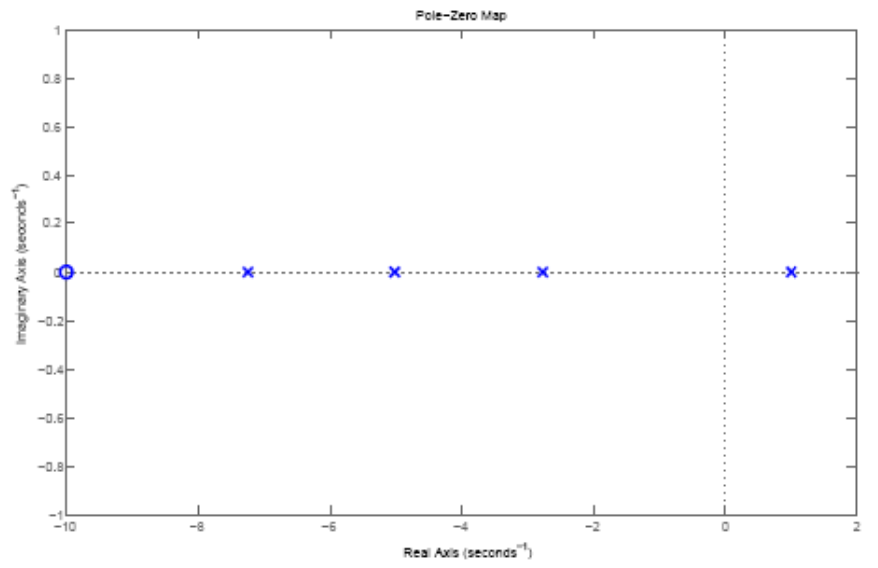 Pole-Zero Map
1
0.8
0.6
0.4
0.2
0
-0.2
-0.4
-0.6
-0.8
-1
Imaginary Axis (seconds⁻¹)
-10 -8 -6 -4 -2 0 2
Real Axis (seconds⁻¹)